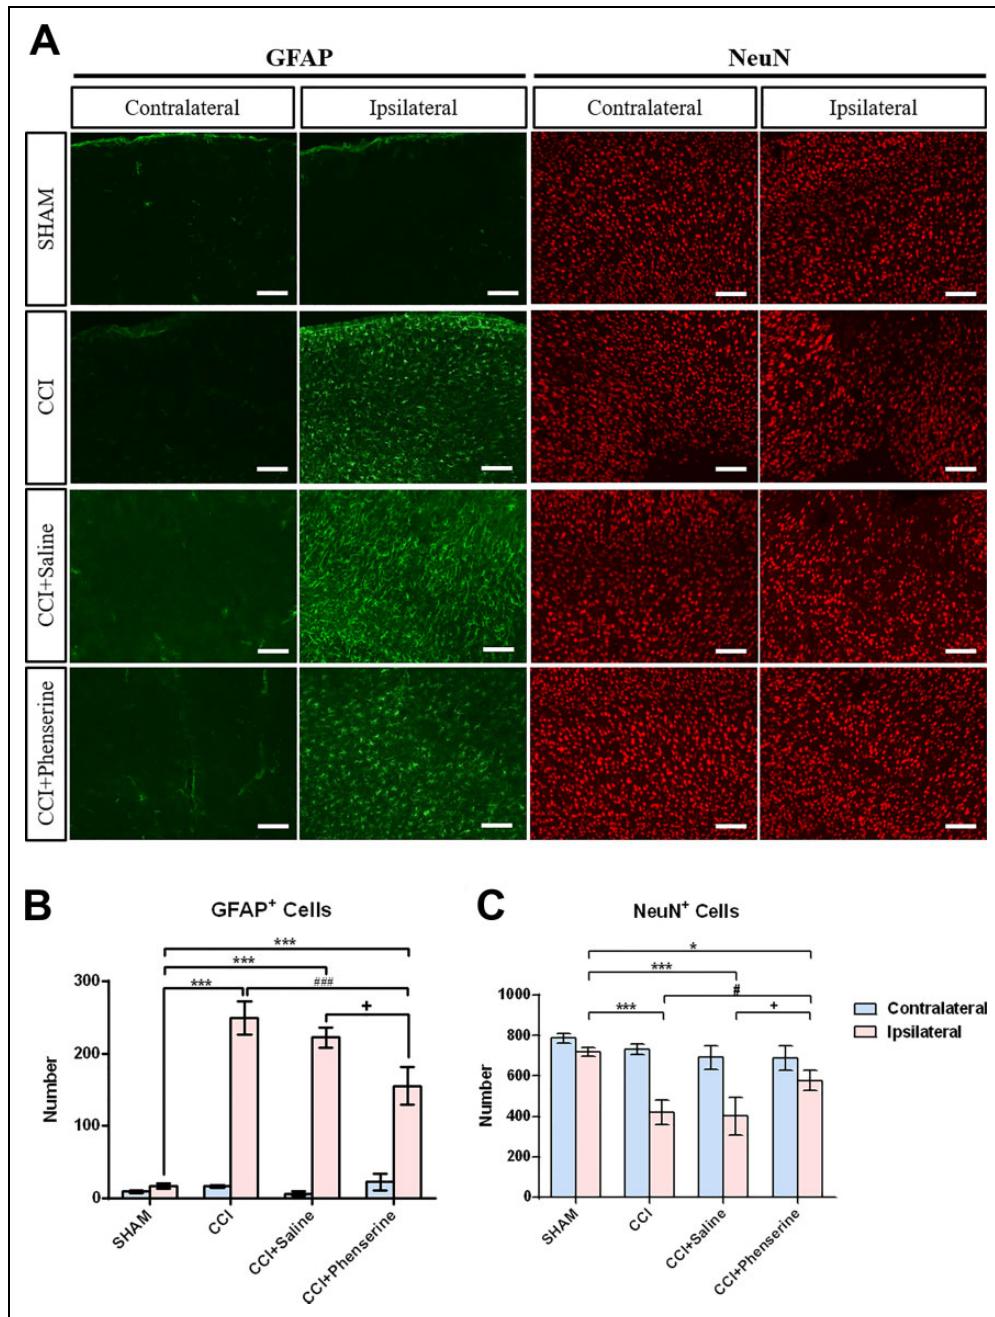 A
GFAP NeuN
Contralateral Ipsilateral Contralateral Ipsilateral
SHAM
CCI
CCI+Saline
CCI+Phenserine
B
GFAP+ Cells
***
***
*** ###
+
300
200
100
0
Number
SHAM
CCI
CCI+Saline
CCI+Phenserine
C
NeuN+ Cells
*
***
#
*** +
1000
800
600
400
200
0
Number
SHAM
CCI
CCI+Saline
CCI+Phenserine
Contralateral
Ipsilateral